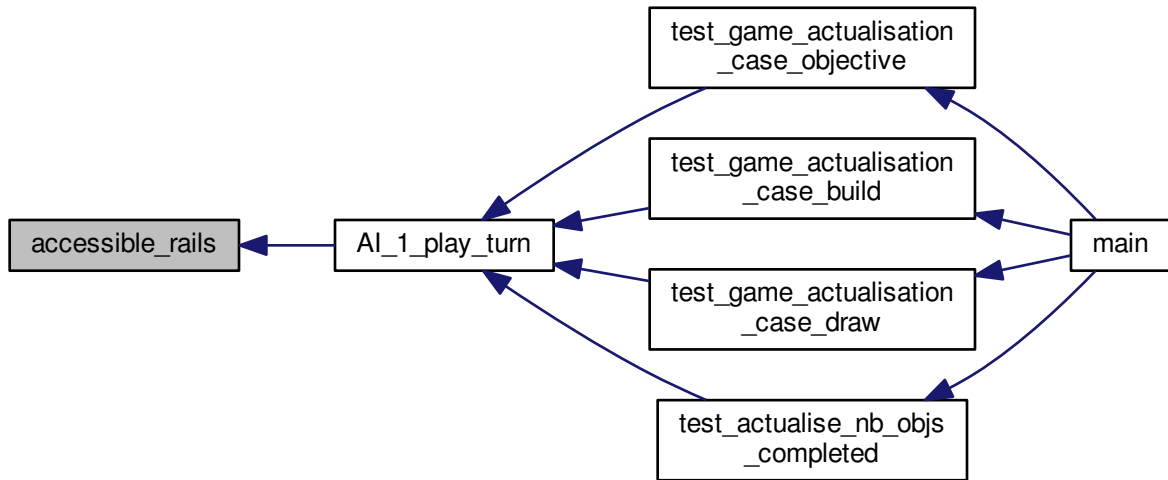 test_game_actualisation
_case_objective
test_game_actualisation
_case_build
accessible_rails
AI_1_play_turn
main
test_game_actualisation
_case_draw
test_actualise_nb_objs
_completed